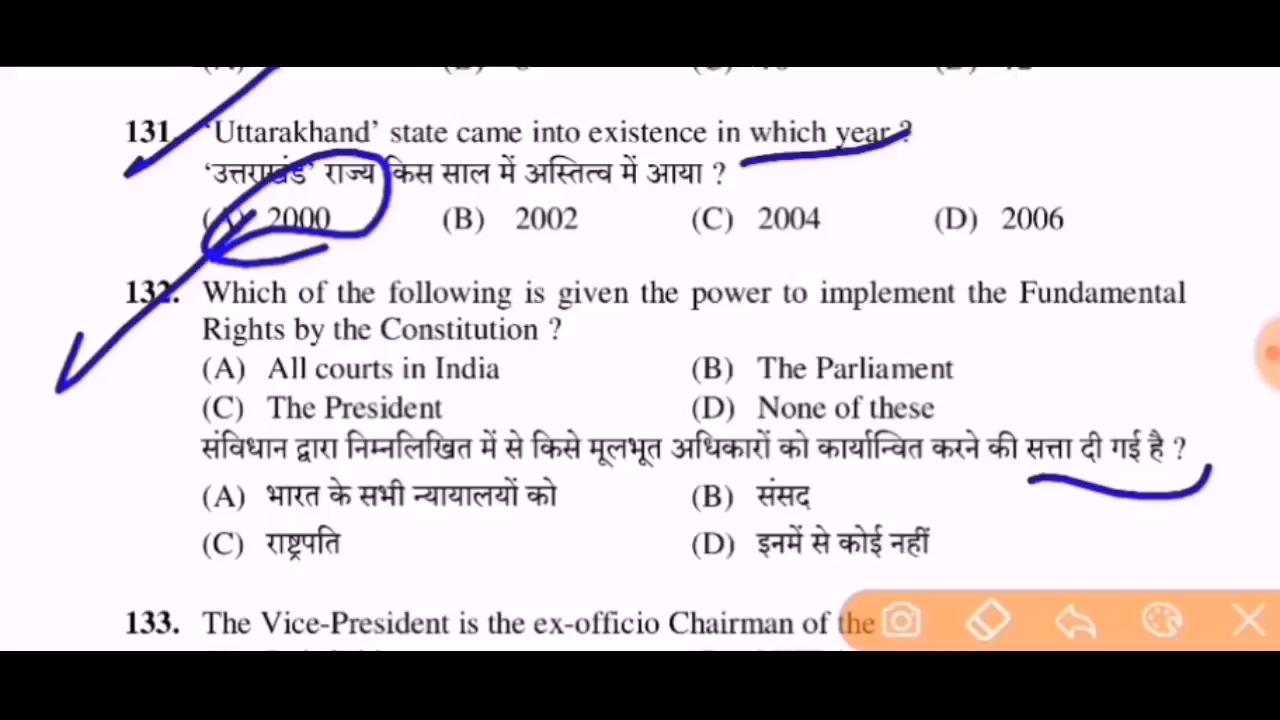 131. ‘Uttarakhand’ state came into existence in which year ?
‘उत्तराखंड’ राज्य किस साल में अस्तित्व में आया ?
(A) 2000 (B) 2002 (C) 2004 (D) 2006
132. Which of the following is given the power to implement the Fundamental
Rights by the Constitution ?
(A) All courts in India (B) The Parliament
(C) The President (D) None of these
संविधान द्वारा निम्नलिखित में से किसे मूलभूत अधिकारों को कार्यान्वित करने की सत्ता दी गई है ?
(A) भारत के सभी न्यायालयों को (B) संसद
(C) राष्ट्रपति (D) इनमें से कोई नहीं
133. The Vice-President is the ex-officio Chairman of the